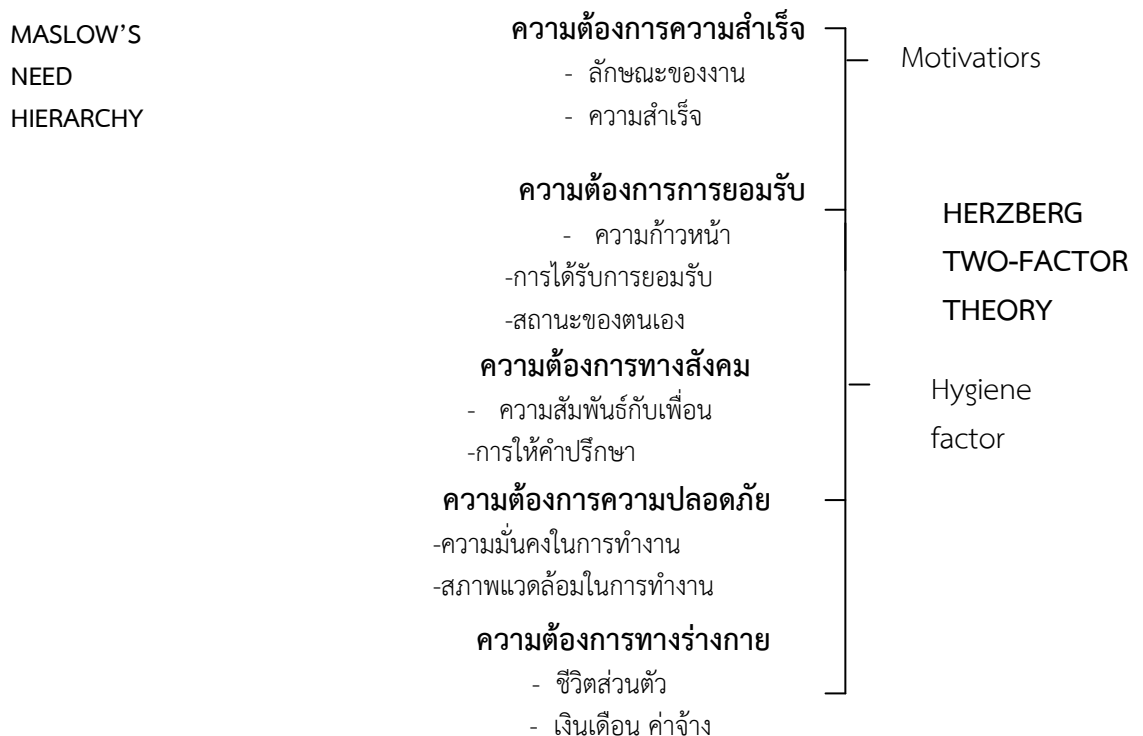 MASLOW'S
NEED
HIERARCHY
ความต้องการความสำเร็จ
- ลักษณะของงาน
- ความสำเร็จ
ความต้องการการยอมรับ
- ความก้าวหน้า
-การได้รับการยอมรับ
-สถานะของตนเอง
ความต้องการทางสังคม
- ความสัมพันธ์กับเพื่อน
-การให้คำปรึกษา
ความต้องการความปลอดภัย
-ความมั่นคงในการทำงาน
-สภาพแวดล้อมในการทำงาน
ความต้องการทางร่างกาย
- ชีวิตส่วนตัว
- เงินเดือน ค่าจ้าง
Motivatiors
HERZBERG
TWO-FACTOR
THEORY
Hygiene
factor